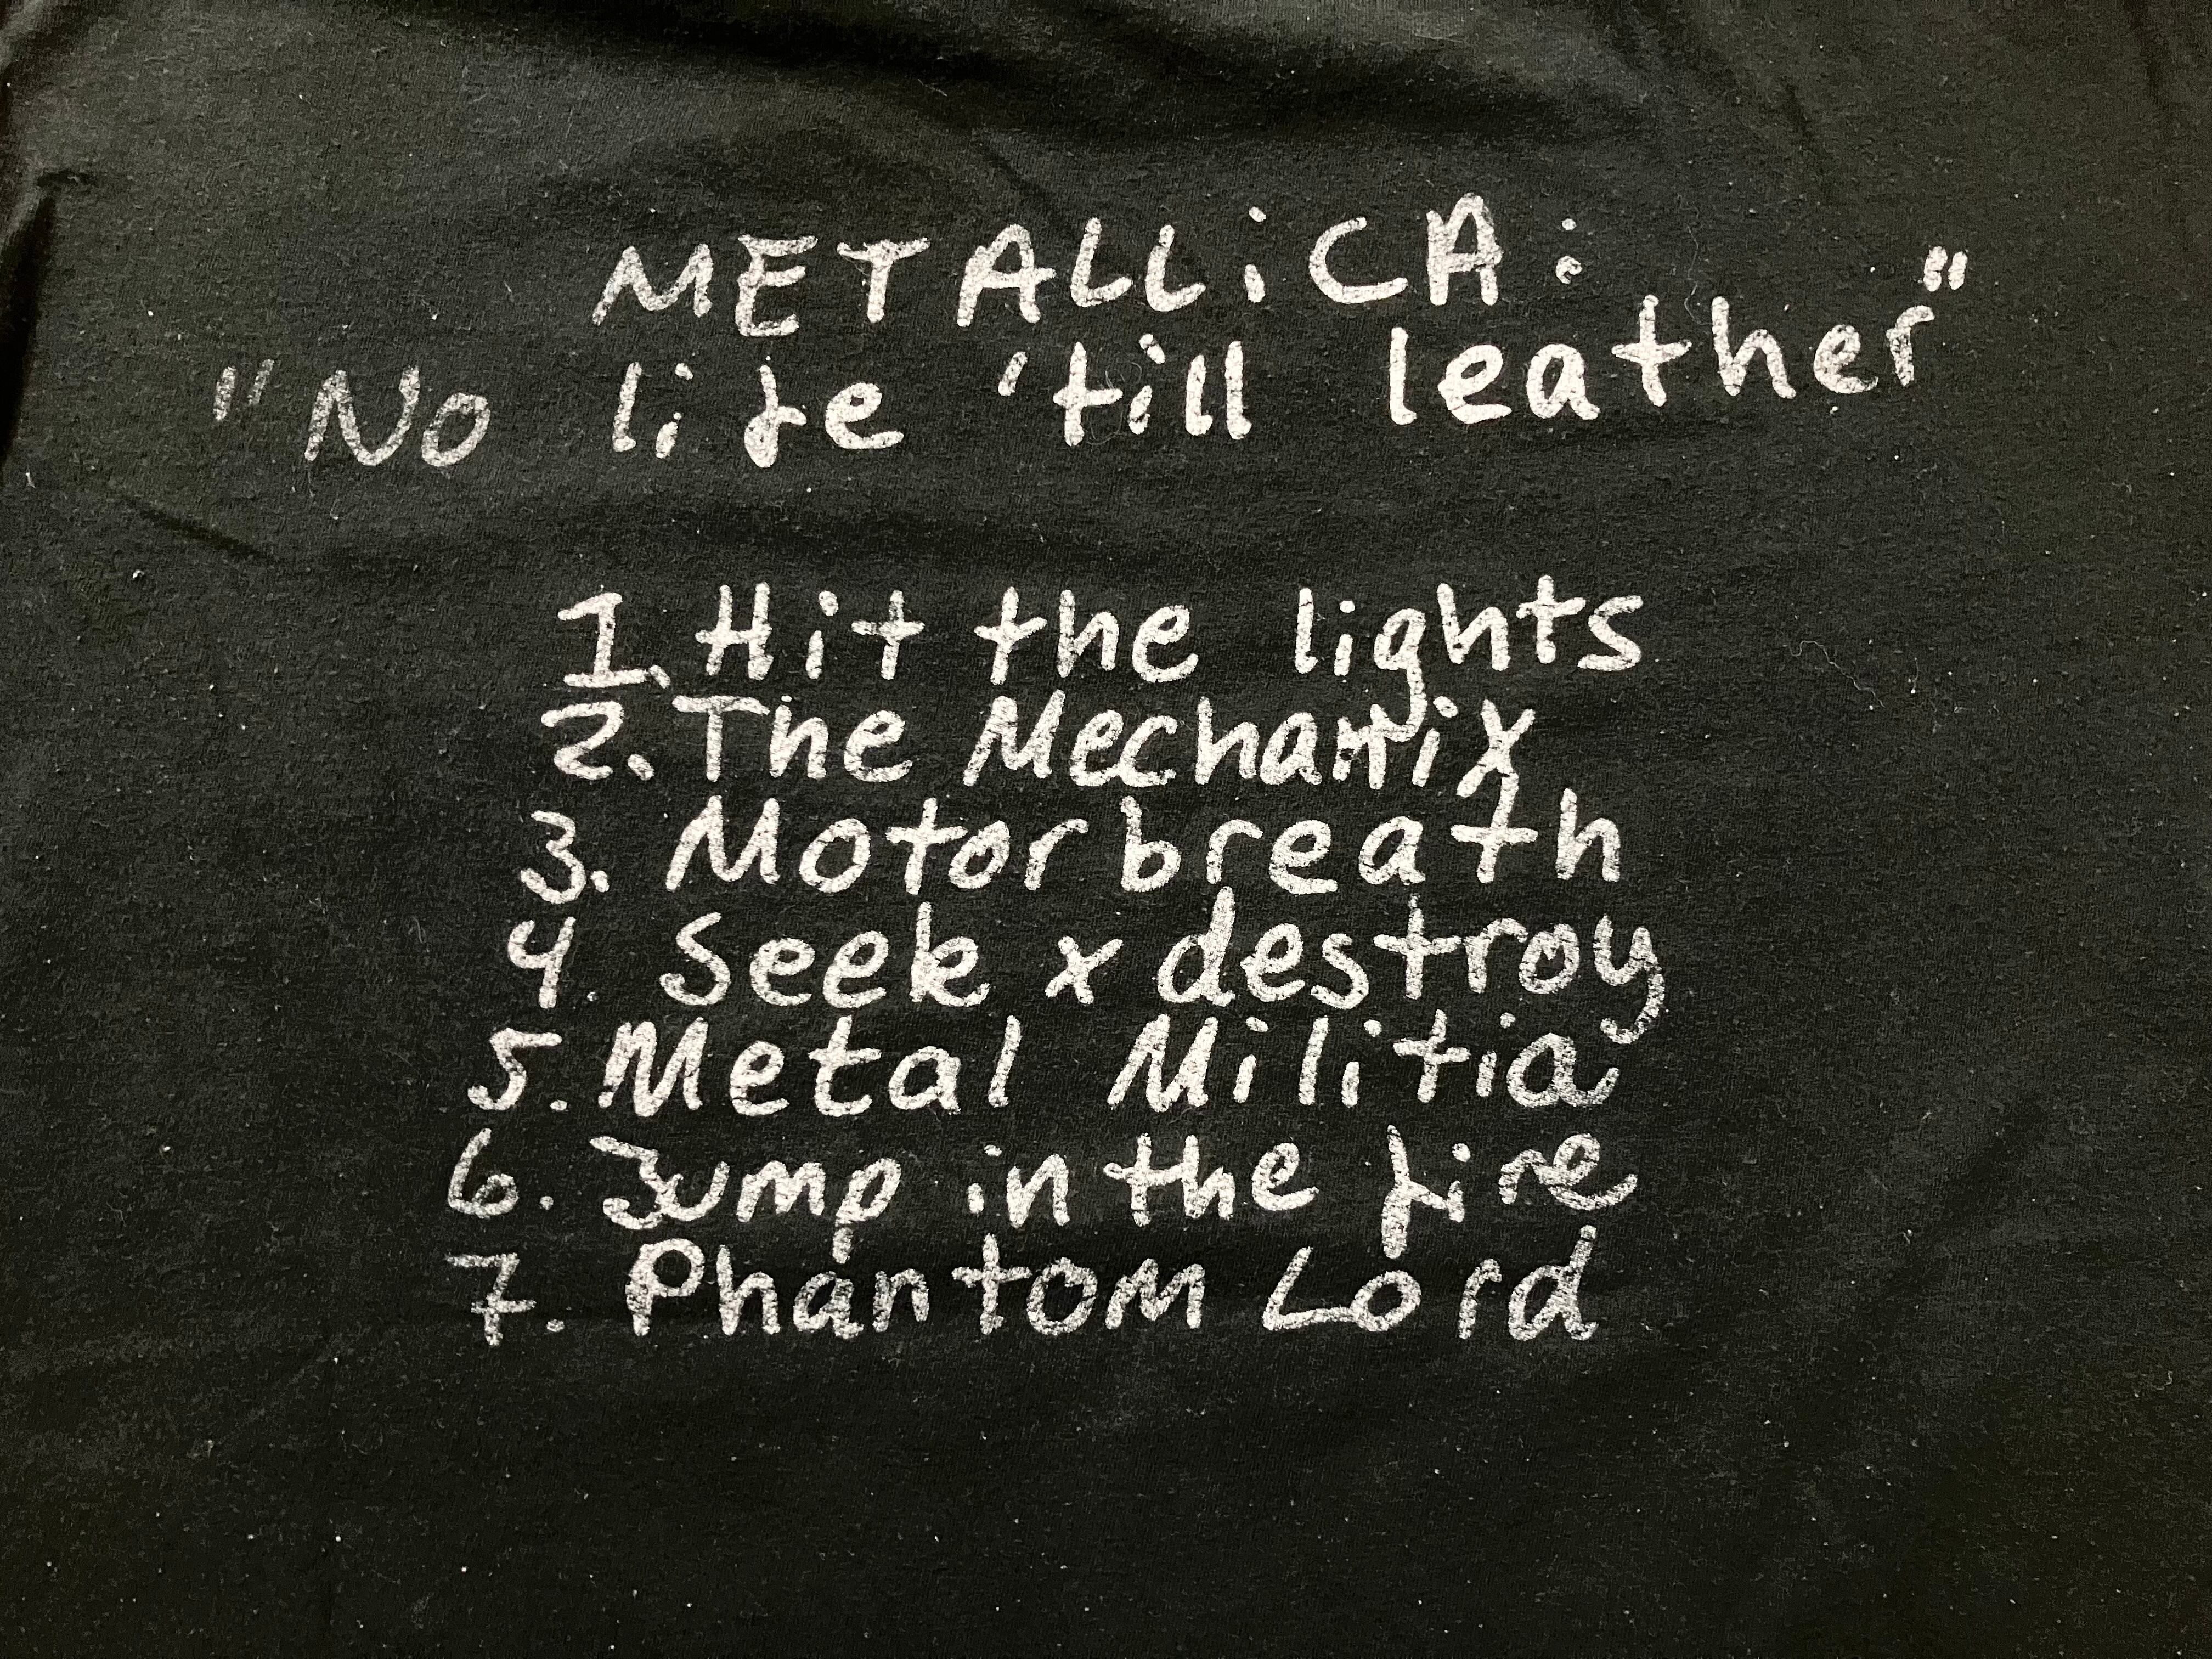 METALLiCA:
"No life 'till leather"
1. Hit the lights
2. The Mechanix
3. Motorbreath
4. Seek x destroy
5. Metal Militia
6. Jump in the fire
7. Phantom Lord